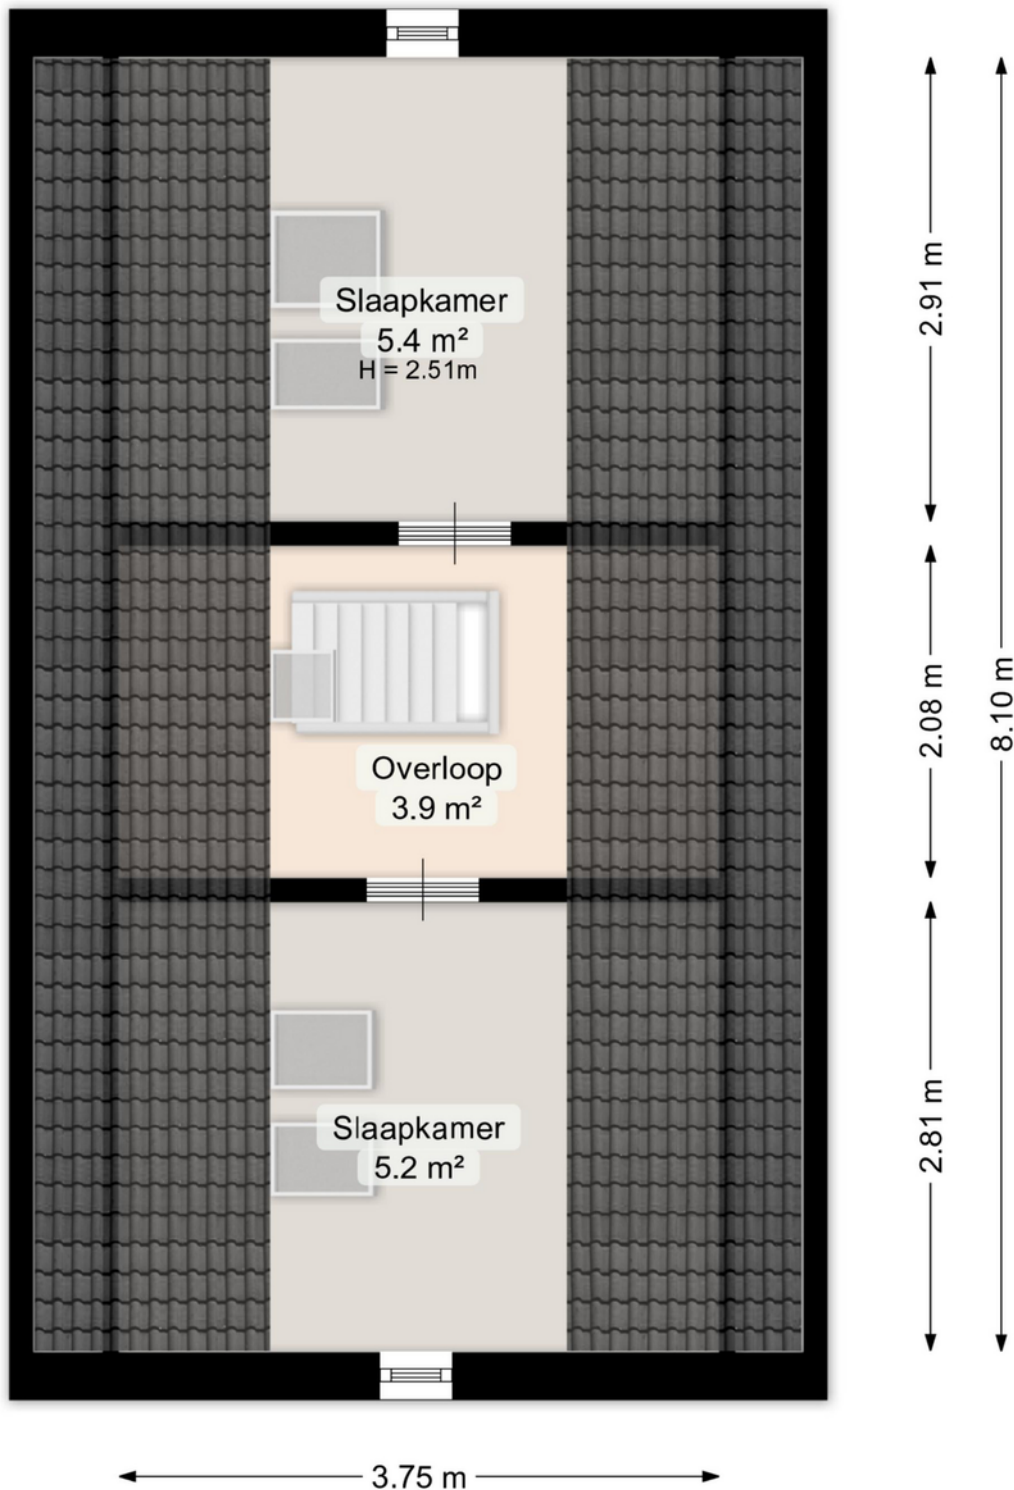 Slaapkamer
5.4 m²
H = 2.51m
2.91 m
Overloop
3.9 m²
2.08 m
8.10 m
Slaapkamer
5.2 m²
2.81 m
3.75 m